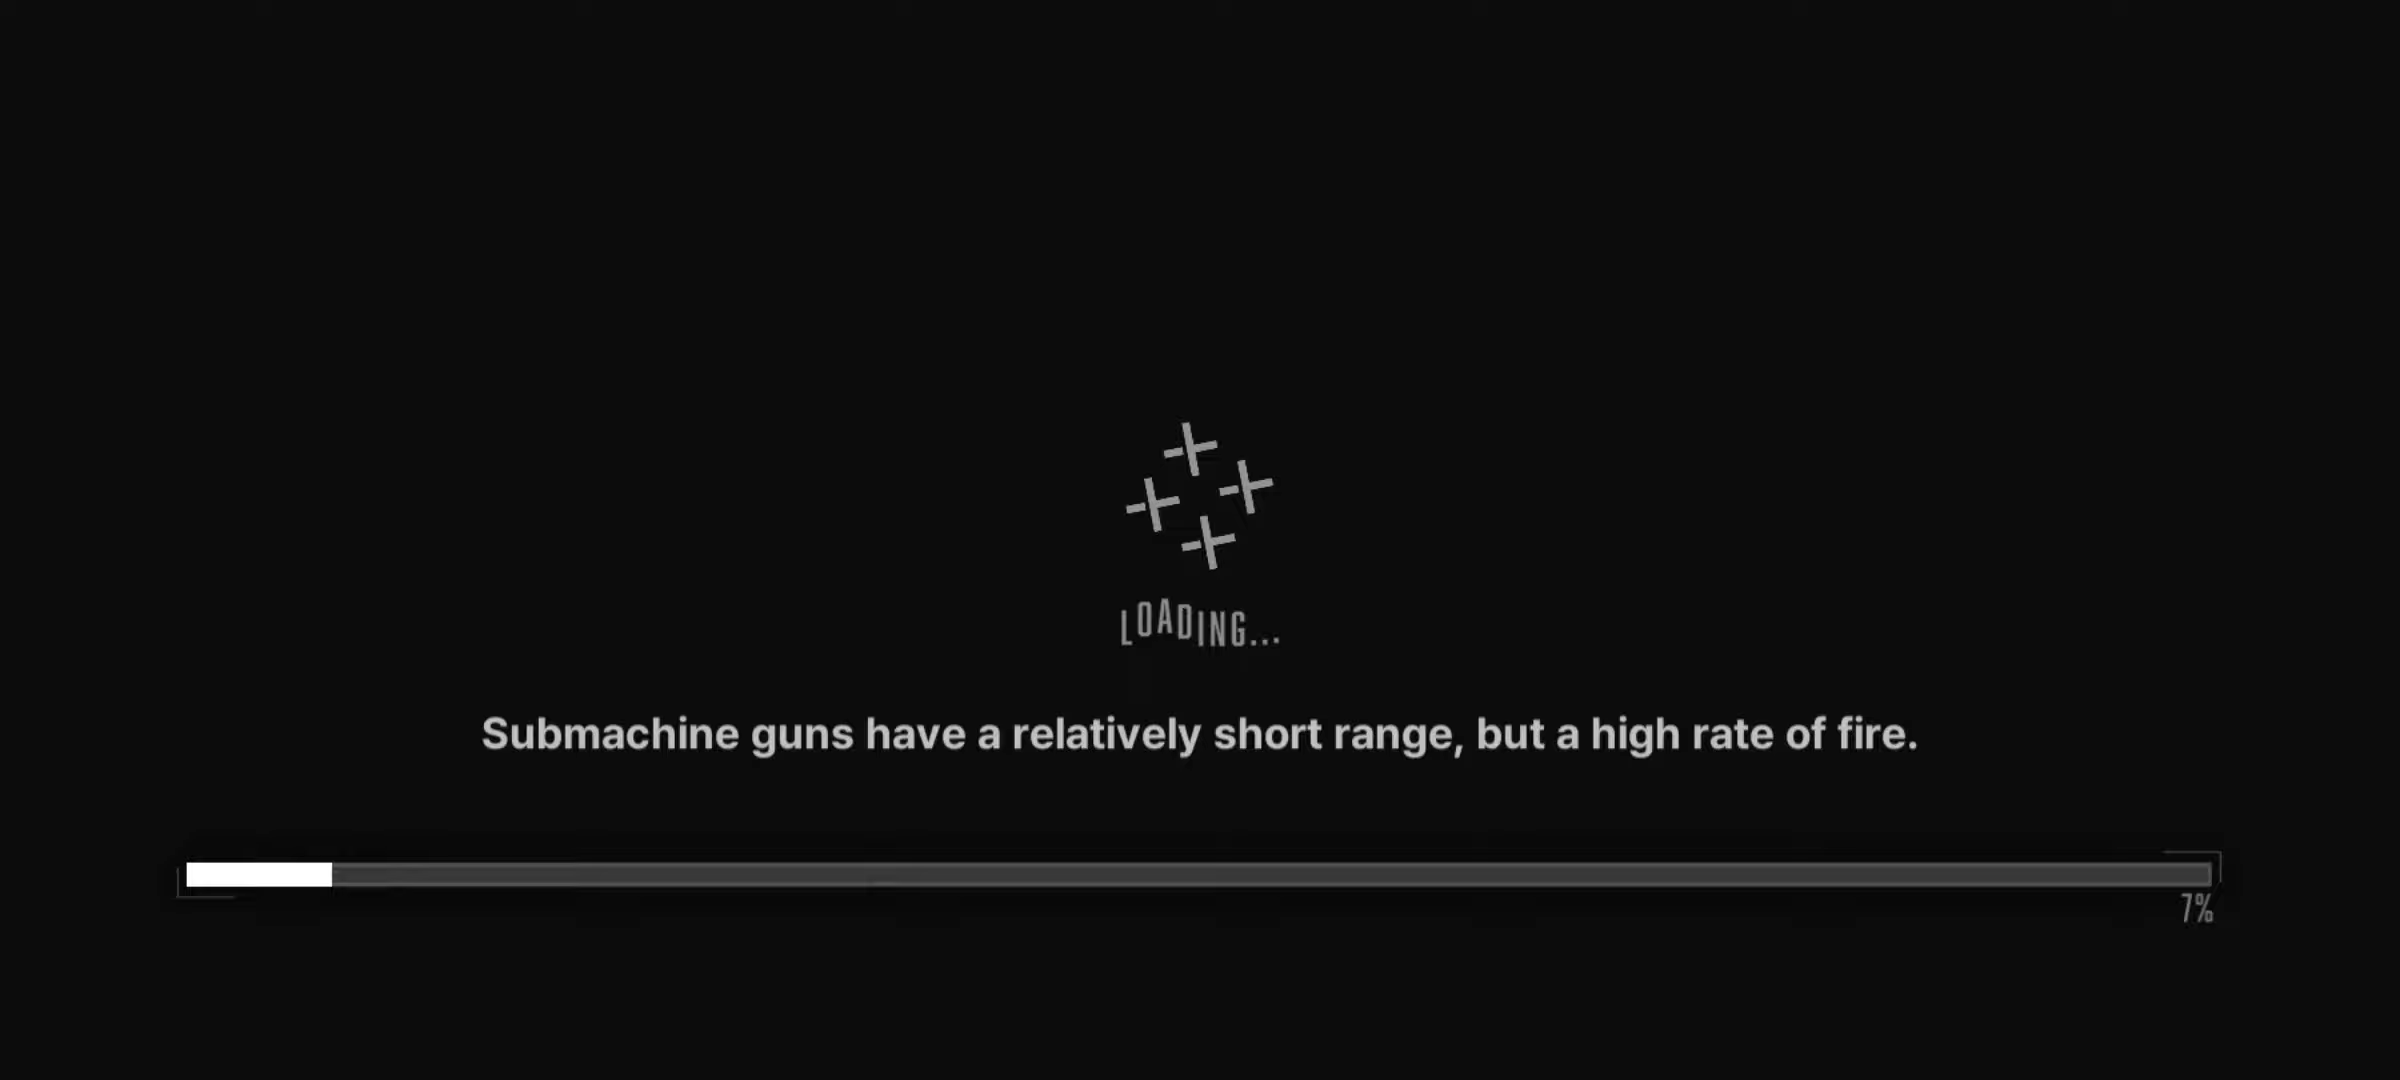 LOADING...
Submachine guns have a relatively short range, but a high rate of fire.
7%